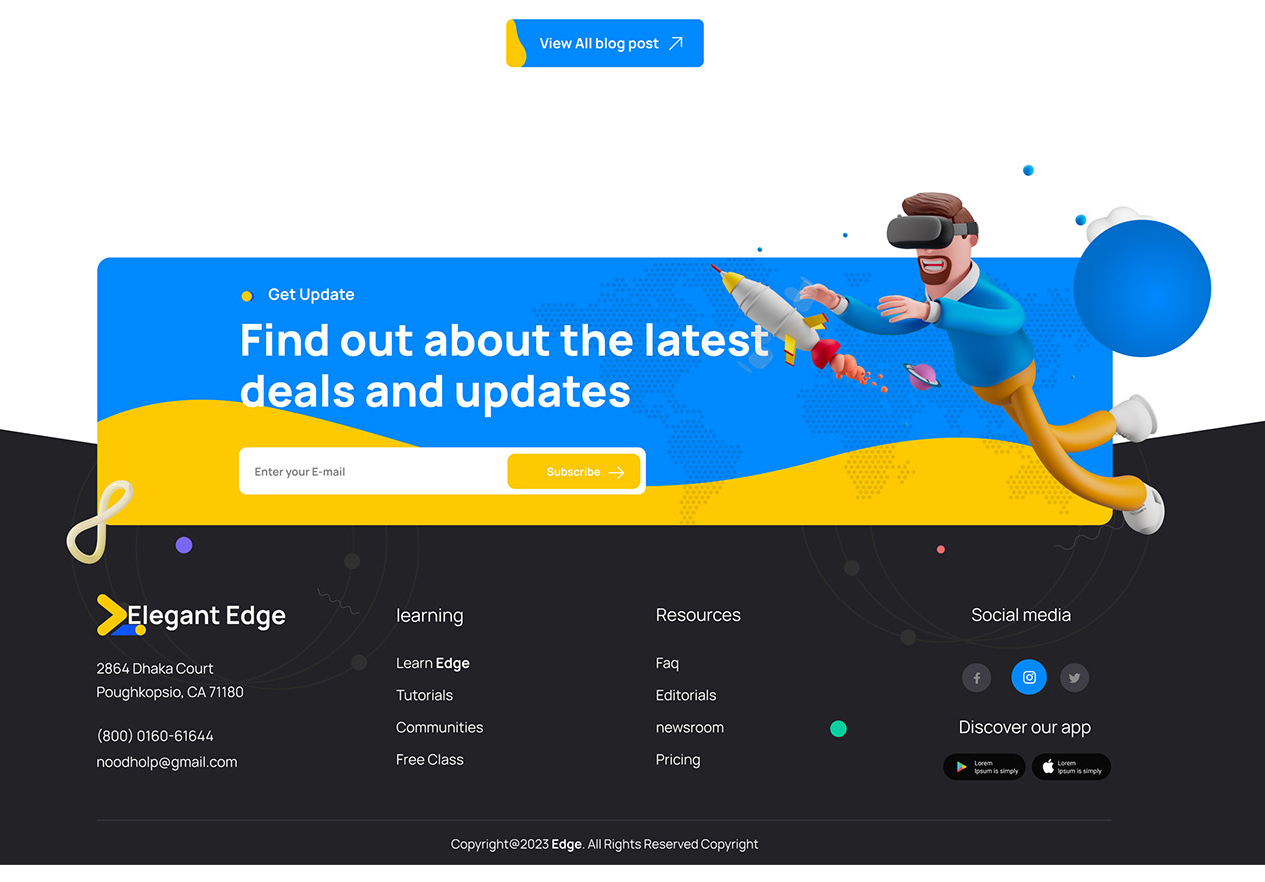 View All blog post
Get Update
Find out about the latest
deals and updates
Enter your E-mail
Subscribe
Elegant Edge
2864 Dhaka Court
Poughkopsio, CA 71180
(800) 0160-61644
noodholp@gmail.com
learning
Learn Edge
Tutorials
Communities
Free Class
Resources
Faq
Editorials
newsroom
Pricing
Social media
Discover our app
Lorem
Ipsum is simply
Lorem
Ipsum is simply
Copyright@2023 Edge. All Rights Reserved Copyright